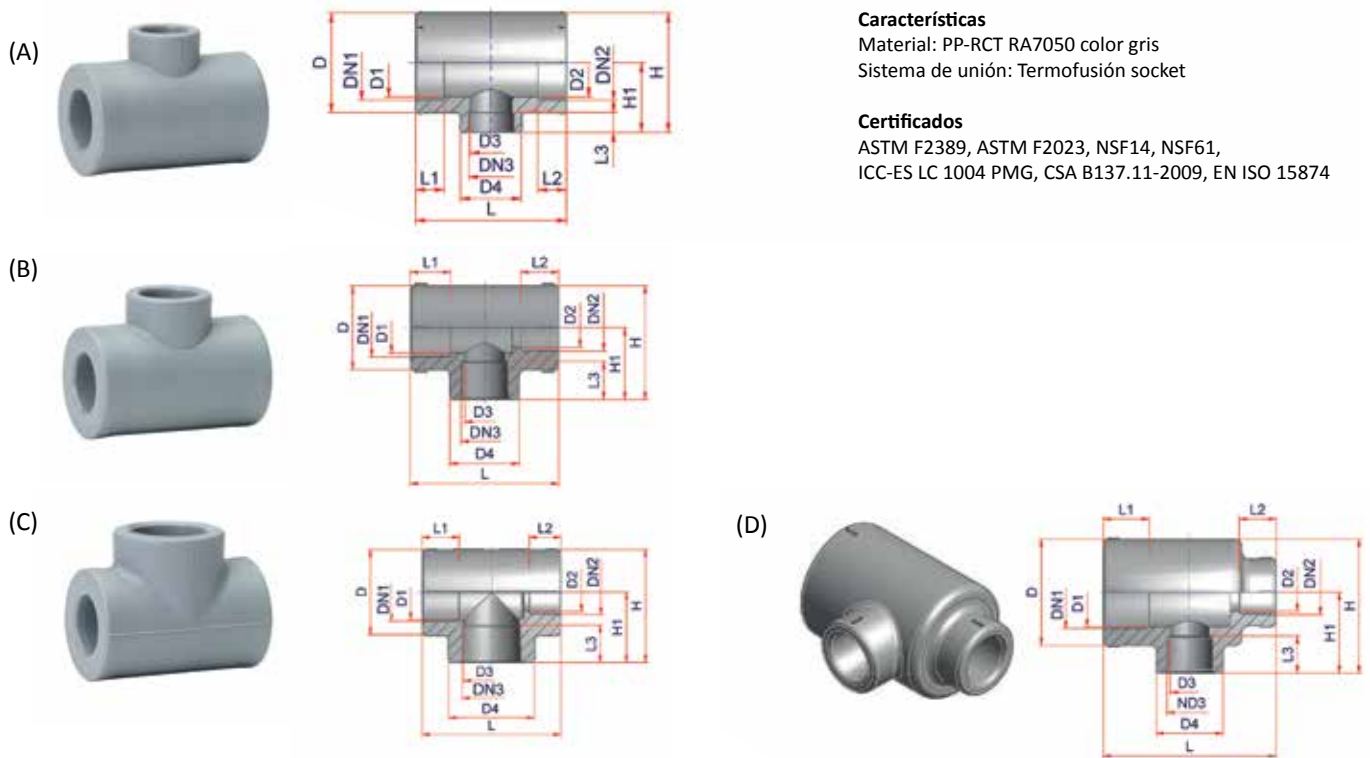 (A)
D
DN1
D1
D2
DN2
H1
H
D3
DN3
D4
L1
L2
L3
L
Características
Material: PP-RCT RA7050 color gris
Sistema de unión: Termofusión socket
Certificados
ASTM F2389, ASTM F2023, NSF14, NSF61,
ICC-ES LC 1004 PMG, CSA B137.11-2009, EN ISO 15874
(B)
L1
L2
D
DN1
D1
D2
DN2
H1
H
L3
D3
DN3
D4
L
(C)
L1
L2
D
DN1
D1
D2
DN2
H1
H
L3
D3
DN3
D4
L
(D)
L1
L2
D
DN1
D1
D2
DN2
H1
H
L3
D3
ND3
D4
L